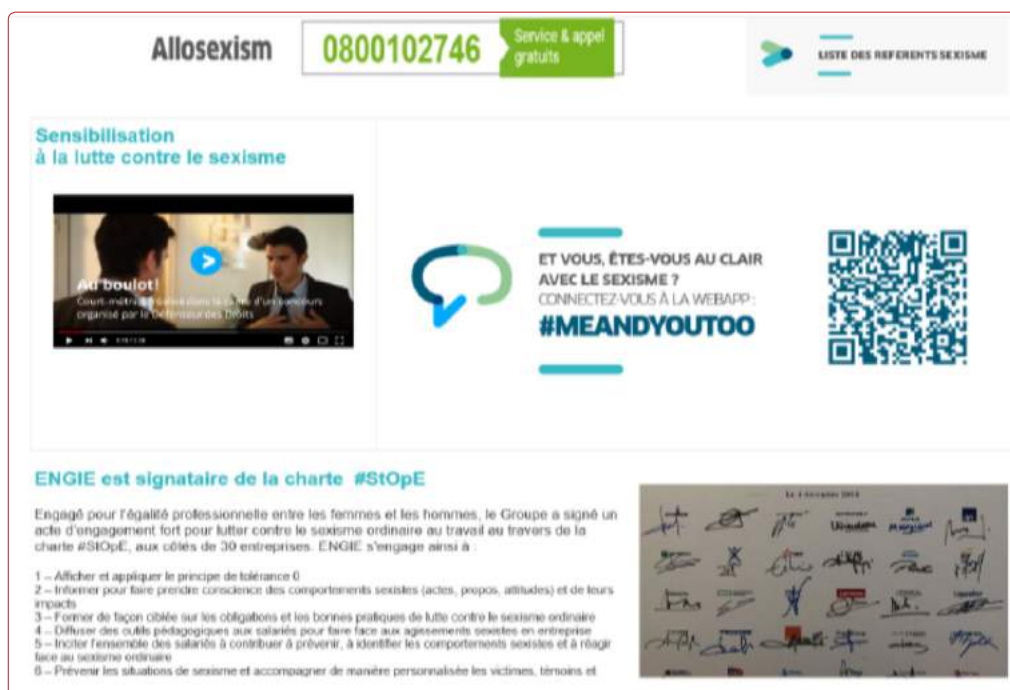 Allosexism
0800102746
Service & appel
gratuits
LISTE DES REFERENTS SEXISME
Sensibilisation
à la lutte contre le sexisme
Au boulot!
Court-métrage réalisé dans le cadre d'un concours
organisé par le Défenseur des Droits
ET VOUS, ÊTES-VOUS AU CLAIR
AVEC LE SEXISME ?
CONNECTEZ-VOUS À LA WEBAPP :
#MEANDYOUTOO
ENGIE est signataire de la charte #StOpE
Engagé pour l'égalité professionnelle entre les femmes et les hommes, le Groupe a signé un
acte d'engagement fort pour lutter contre le sexisme ordinaire au travail au travers de la
charte #StOpE, aux côtés de 30 entreprises. ENGIE s'engage ainsi à :
1 – Afficher et appliquer le principe de tolérance 0
2 – Informer pour faire prendre conscience des comportements sexistes (actes, propos, attitudes) et de leurs
impacts
3 – Former de façon ciblée sur les obligations et les bonnes pratiques de lutte contre le sexisme ordinaire
4 – Diffuser des outils pédagogiques aux salariés pour faire face aux agissements sexistes en entreprise
5 – Inciter l'ensemble des salariés à contribuer à prévenir, à identifier les comportements sexistes et à réagir
face au sexisme ordinaire
6 – Prévenir les situations de sexisme et accompagner de manière personnalisée les victimes, témoins et